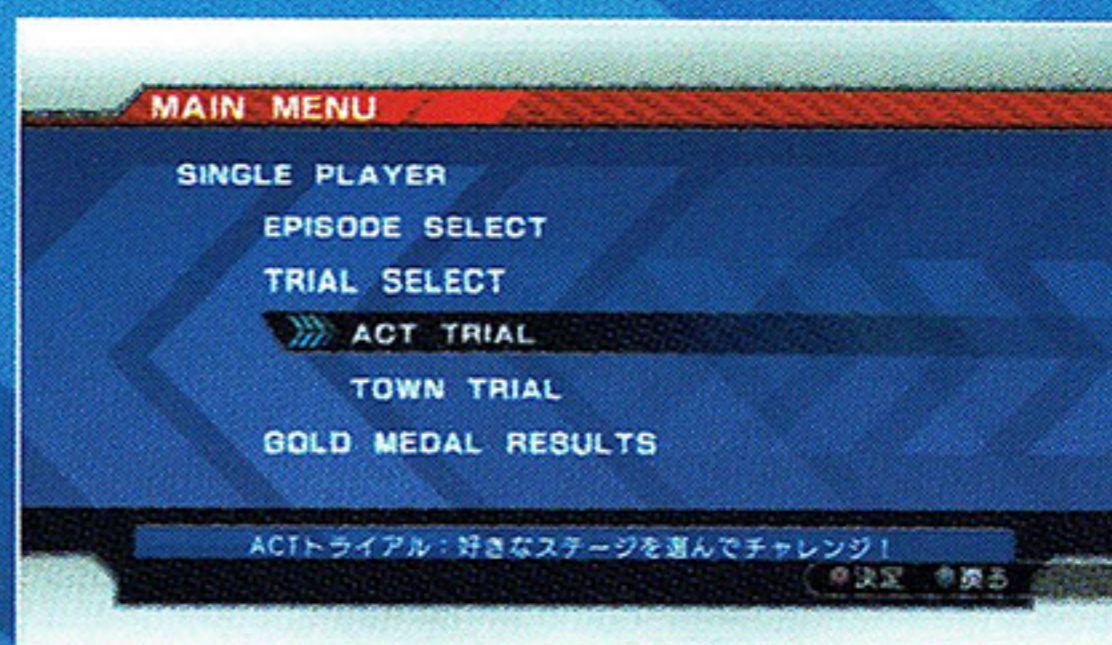 MAIN MENU
SINGLE PLAYER
EPISODE SELECT
TRIAL SELECT
ACT TRIAL
TOWN TRIAL
GOLD MEDAL RESULTS
ACTトライアル：好きなステージを選んでチャレンジ！
決定 戻る